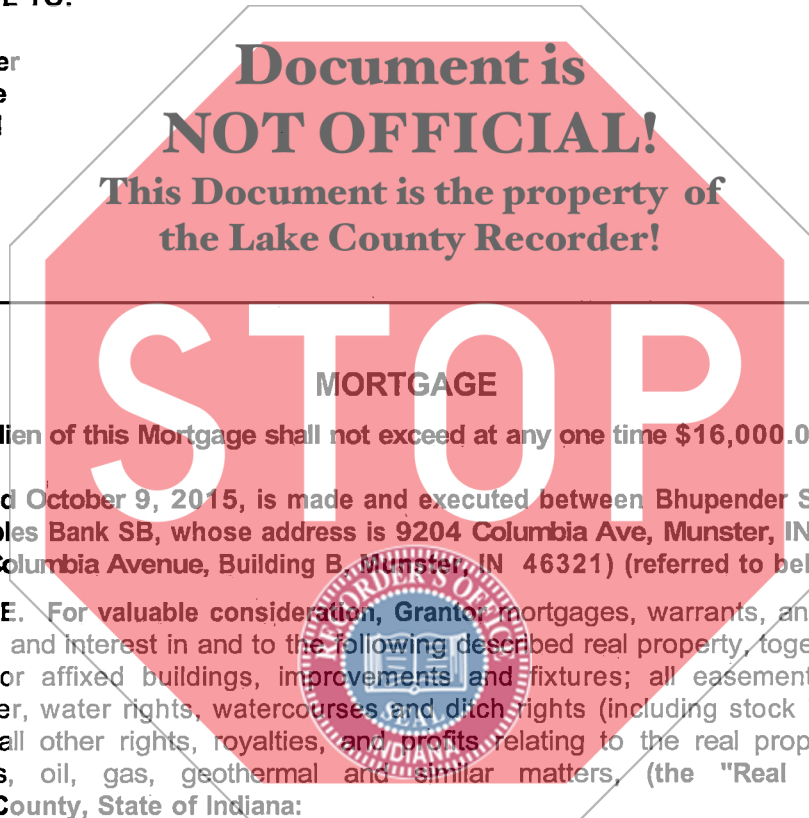 Document is
NOT OFFICIAL!
This Document is the property of
the Lake County Recorder!
STOP
MORTGAGE
lien of this Mortgage shall not exceed at any one time $16,000.0
d October 9, 2015, is made and executed between Bhupender S
ples Bank SB, whose address is 9204 Columbia Ave, Munster, IN
Columbia Avenue, Building B, Munster, IN 46321) (referred to bel
E. For valuable consideration, Grantor mortgages, warrants, an
and interest in and to the following described real property, toge
or affixed buildings, improvements and fixtures; all easement
er, water rights, watercourses and ditch rights (including stock
all other rights, royalties, and profits relating to the real prop
s, oil, gas, geothermal and similar matters, (the "Real
County, State of Indiana:
RECORDER'S OFFICE
SEAL
INDIANA